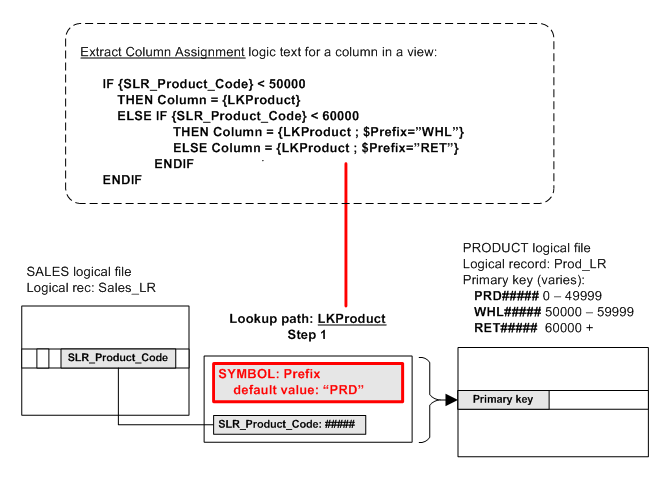 Extract Column Assignment logic text for a column in a view:
IF {SLR_Product_Code} < 50000
THEN Column = {LKProduct}
ELSE IF {SLR_Product_Code} < 60000
THEN Column = {LKProduct ; $Prefix=”WHL”}
ELSE Column = {LKProduct ; $Prefix=”RET”}
ENDIF
ENDIF
SALES logical file
Logical rec: Sales_LR
SLR_Product_Code
Lookup path: LKProduct
Step 1
SYMBOL: Prefix
default value: “PRD”
SLR_Product_Code: #####
PRODUCT logical file
Logical record: Prod_LR
Primary key (varies):
PRD##### 0 – 49999
WHL##### 50000 – 59999
RET##### 60000 +
Primary key